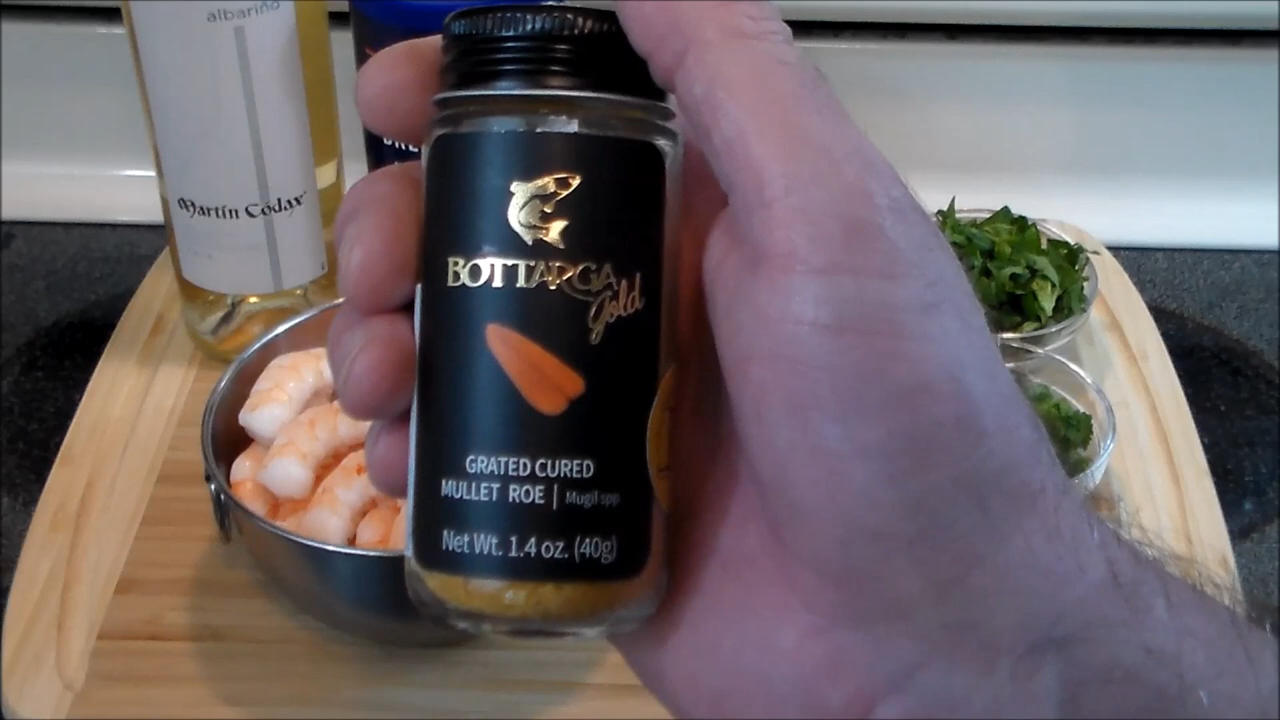 albariño
Martín Códax
BOTTARGA
Gold
GRATED CURED
MULLET ROE | Mugil spp
Net Wt. 1.4 oz. (40g)